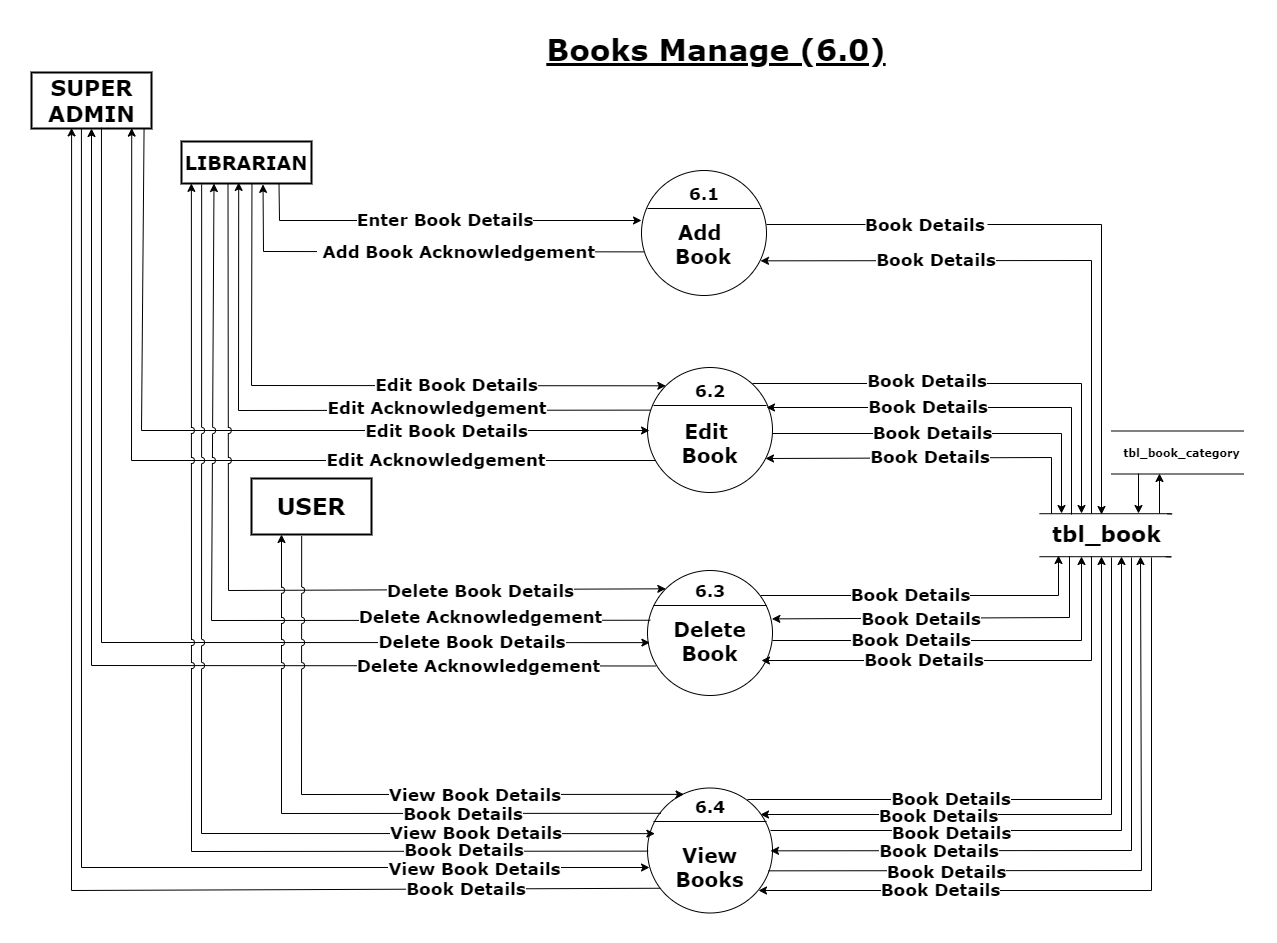 Books Manage (6.0)
SUPER
ADMIN
LIBRARIAN
6.1
Add
Book
Enter Book Details
Add Book Acknowledgement
Book Details
Book Details
6.2
Edit
Book
Edit Book Details
Edit Acknowledgement
Edit Book Details
Edit Acknowledgement
Book Details
Book Details
Book Details
Book Details
tbl_book_category
USER
tbl_book
6.3
Delete
Book
Delete Book Details
Delete Acknowledgement
Delete Book Details
Delete Acknowledgement
Book Details
Book Details
Book Details
Book Details
6.4
View
Books
View Book Details
Book Details
View Book Details
Book Details
View Book Details
Book Details
Book Details
Book Details
Book Details
Book Details
Book Details
Book Details